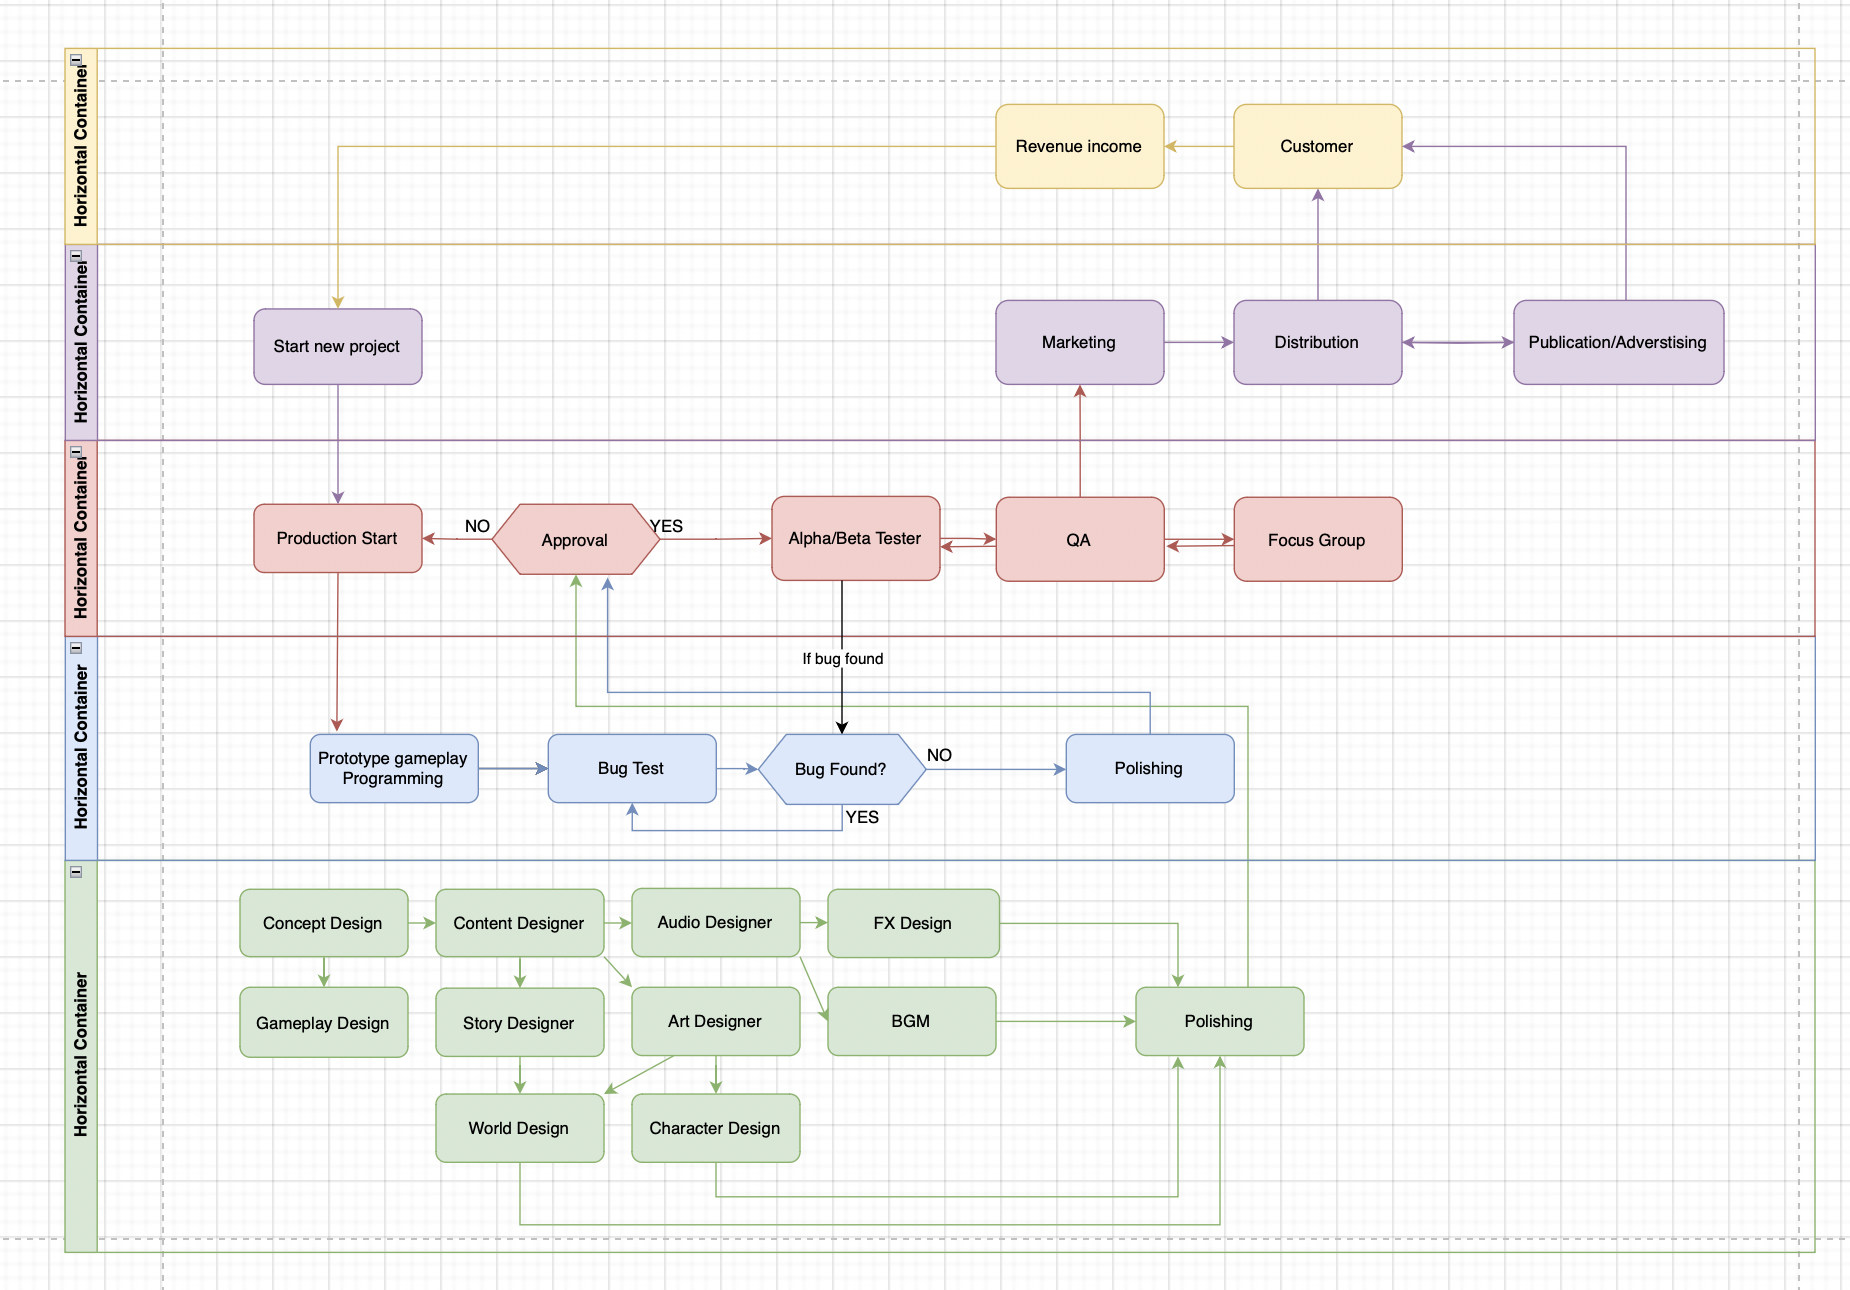 Horizontal Container
Revenue income
Customer
Horizontal Container
Start new project
Marketing
Distribution
Publication/Adverstising
Horizontal Container
Production Start
NO
Approval
YES
Alpha/Beta Tester
QA
Focus Group
Horizontal Container
If bug found
Prototype gameplay
Programming
Bug Test
Bug Found?
NO
Polishing
YES
Horizontal Container
Concept Design
Content Designer
Audio Designer
FX Design
Gameplay Design
Story Designer
Art Designer
BGM
Polishing
World Design
Character Design